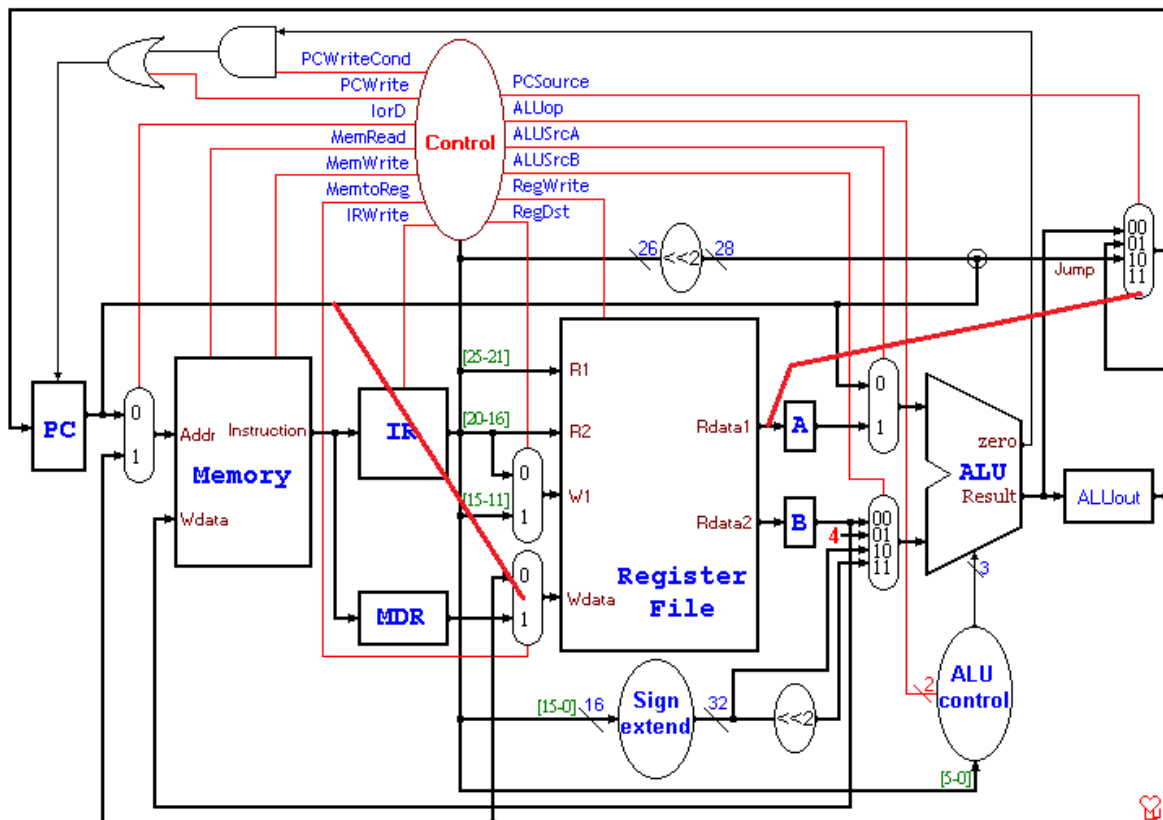 PCWriteCond
PCWrite
IorD
MemRead
MemWrite
MemtoReg
IRWrite
Control
PCSource
ALUop
ALUSrcA
ALUSrcB
RegWrite
RegDst
26
<<2
28
00
01
10
11
Jump
PC
0
1
Addr
Instruction
Memory
Wdata
IR
MDR
[25-21]
[20-16]
[15-11]
0
1
0
1
R1
R2
W1
Wdata
Rdata1
Rdata2
Register
File
A
B
0
1
4
00
01
10
11
zero
ALU
Result
ALUout
3
2
ALU
control
[15-0]
16
Sign
extend
32
<<2
[5-0]